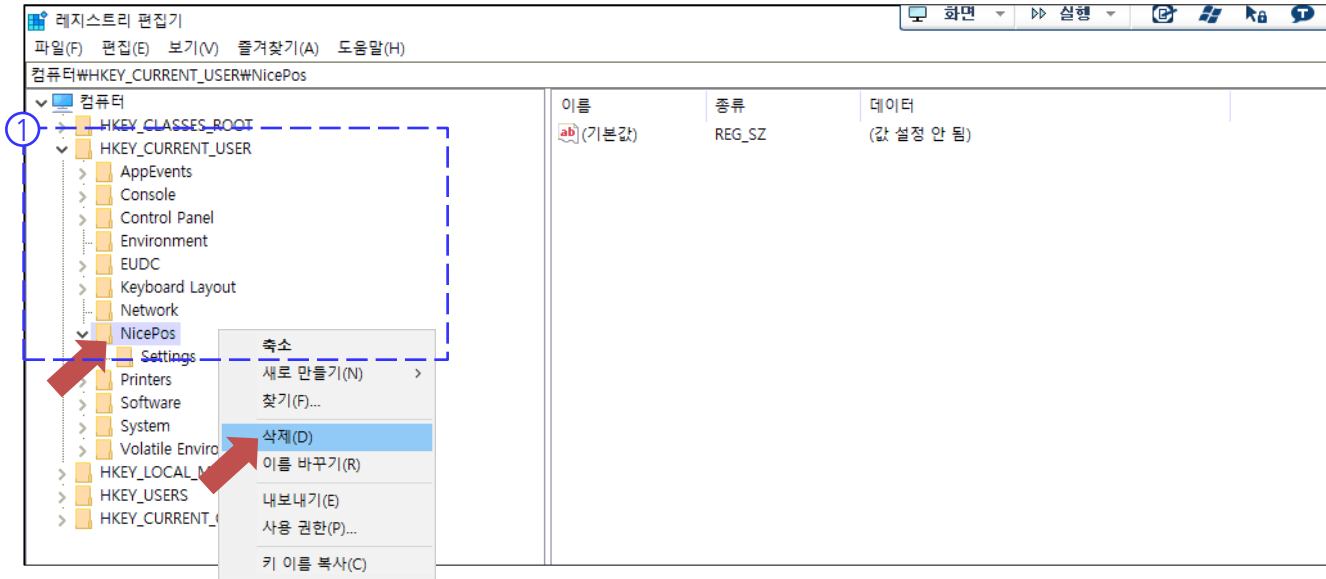 레지스트리 편집기
화면 실행
파일(F) 편집(E) 보기(V) 즐겨찾기(A) 도움말(H)
컴퓨터₩HKEY_CURRENT_USER₩NicePos
컴퓨터
이름 종류 데이터
1
HKEY_CLASSES_ROOT
(기본값) REG_SZ (값 설정 안 됨)
HKEY_CURRENT_USER
AppEvents
Console
Control Panel
Environment
EUDC
Keyboard Layout
Network
NicePos
Settings
Printers
Software
System
Volatile Enviro
HKEY_LOCAL_M
HKEY_USERS
HKEY_CURRENT_
축소
새로 만들기(N)
찾기(F)...
삭제(D)
이름 바꾸기(R)
내보내기(E)
사용 권한(P)...
키 이름 복사(C)